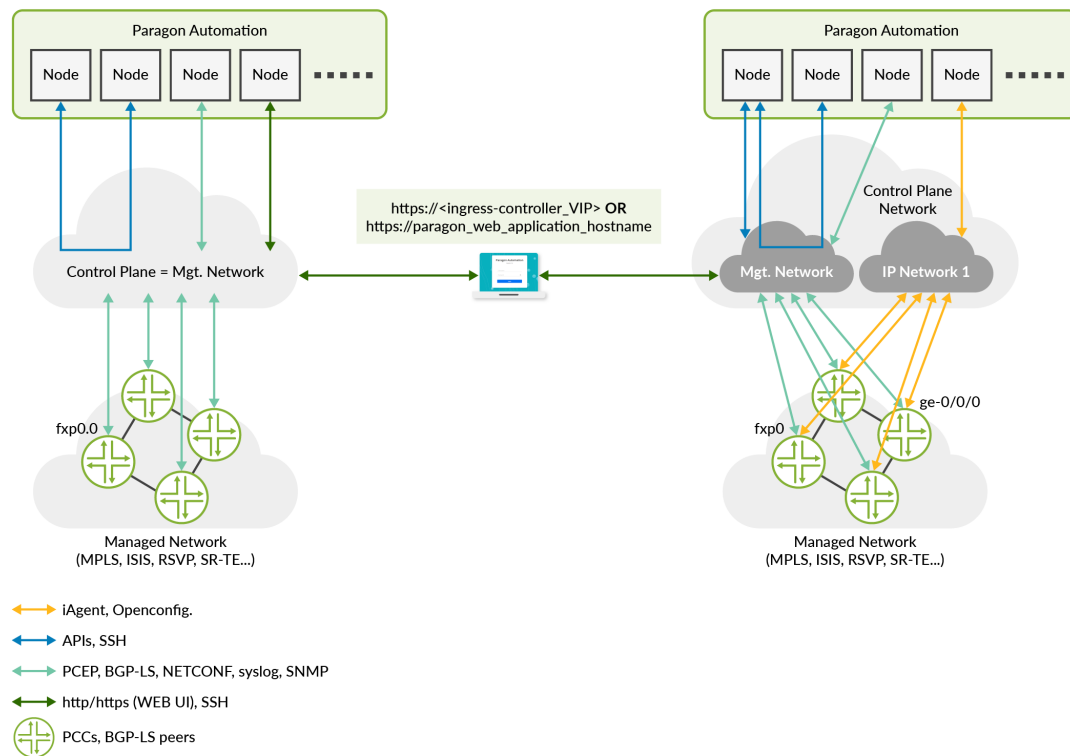 Paragon Automation
Node
Node
Node
Node
Control Plane = Mgt. Network
fxp0.0
Managed Network
(MPLS, ISIS, RSVP, SR-TE...)
https://<ingress-controller_VIP> OR
https://paragon_web_application_hostname
Paragon Automation
Paragon Automation
Node
Node
Node
Node
Control Plane
Network
Mgt. Network
IP Network 1
ge-0/0/0
fxp0
Managed Network
(MPLS, ISIS, RSVP, SR-TE...)
iAgent, Openconfig.
APIs, SSH
PCEP, BGP-LS, NETCONF, syslog, SNMP
http/https (WEB UI), SSH
PCCs, BGP-LS peers